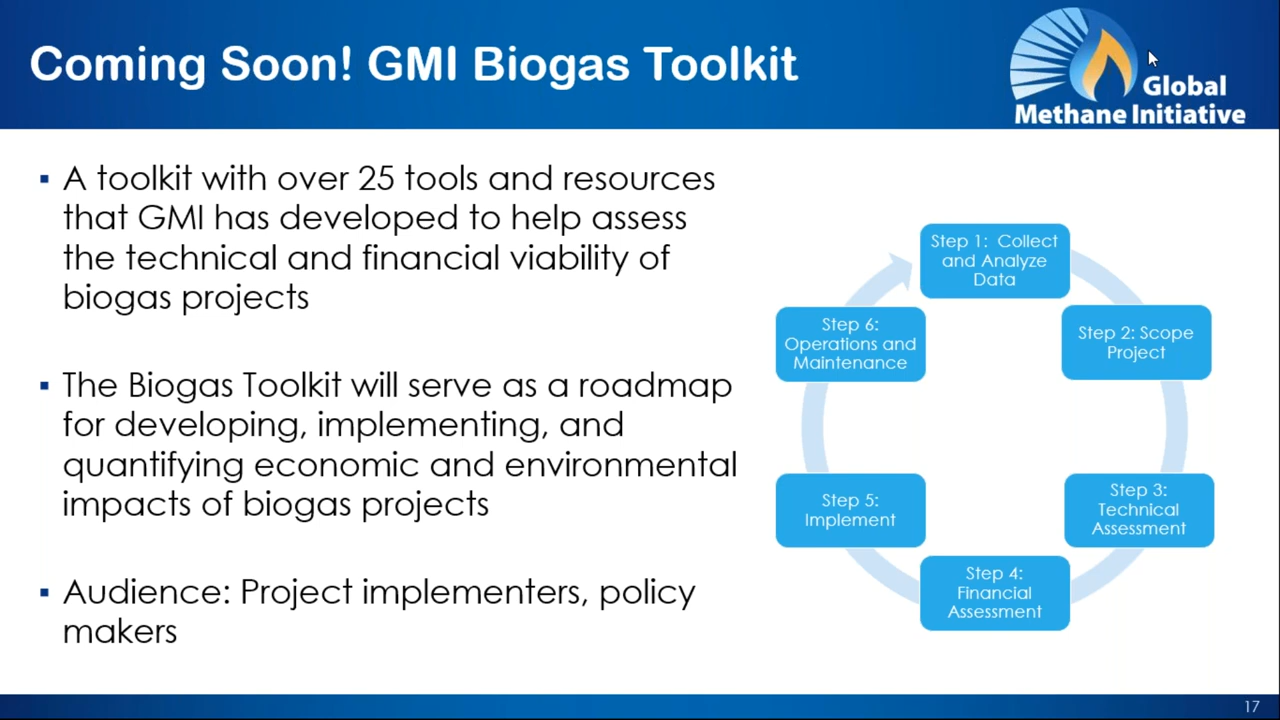 Coming Soon! GMI Biogas Toolkit
Global
Methane Initiative
▪ A toolkit with over 25 tools and resources
that GMI has developed to help assess
the technical and financial viability of
biogas projects
▪ The Biogas Toolkit will serve as a roadmap
for developing, implementing, and
quantifying economic and environmental
impacts of biogas projects
▪ Audience: Project implementers, policy
makers
Step 1: Collect
and Analyze
Data
Step 2: Scope
Project
Step 3:
Technical
Assessment
Step 4:
Financial
Assessment
Step 5:
Implement
Step 6:
Operations and
Maintenance
17